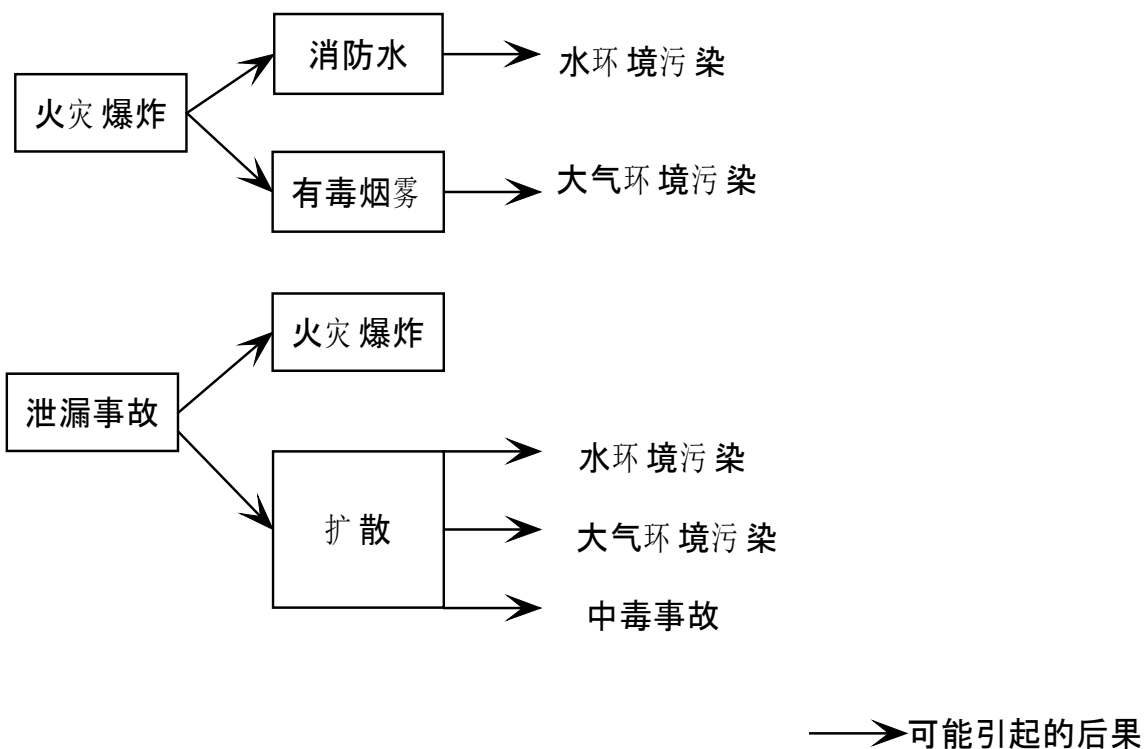 消防水
水环境污染
火灾爆炸
有毒烟雾
大气环境污染
火灾爆炸
泄漏事故
水环境污染
扩散
大气环境污染
中毒事故
可能引起的后果